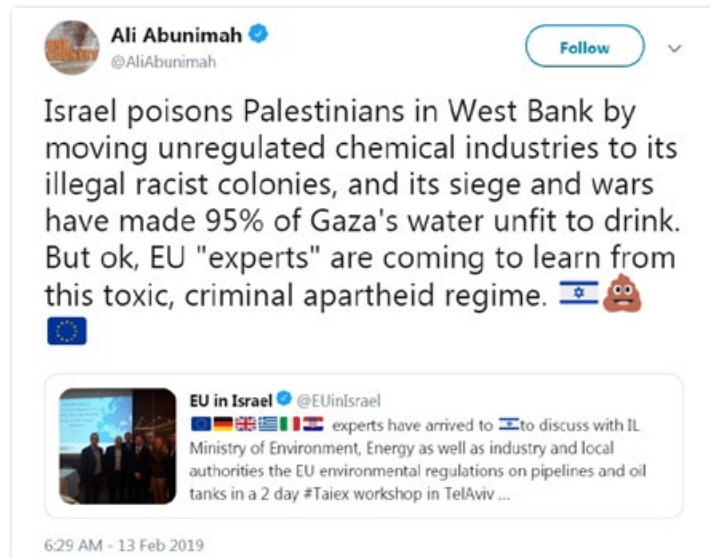 Ali Abunimah
@AliAbunimah
Follow
Israel poisons Palestinians in West Bank by
moving unregulated chemical industries to its
illegal racist colonies, and its siege and wars
have made 95% of Gaza's water unfit to drink.
But ok, EU "experts" are coming to learn from
this toxic, criminal apartheid regime. 🇮🇱💩
🇪🇺
EU in Israel @EUinIsrael
🇪🇺🇩🇪🇬🇧🇬🇷🇮🇹🇭🇷 experts have arrived to 🇮🇱to discuss with IL
Ministry of Environment, Energy as well as industry and local
authorities the EU environmental regulations on pipelines and oil
tanks in a 2 day #Taiex workshop in TelAviv ...
6:29 AM - 13 Feb 2019